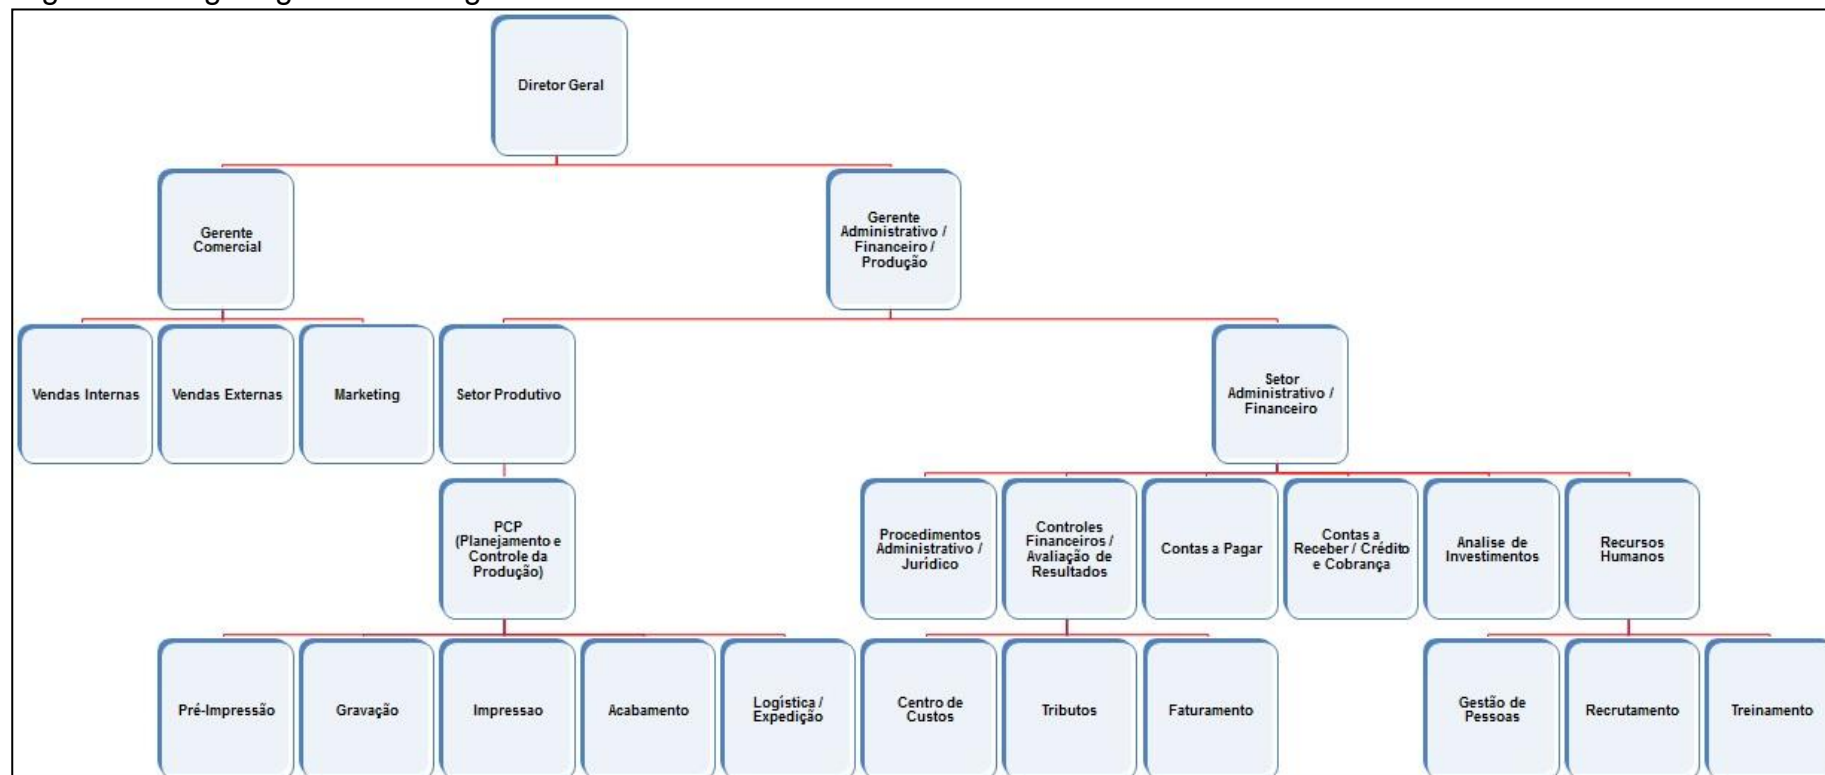 Diretor Geral
Gerente
Comercial
Gerente
Administrativo /
Financeiro /
Produção
Vendas Internas
Vendas Externas
Marketing
Setor Produtivo
Setor
Administrativo /
Financeiro
PCP
(Planejamento e
Controle da
Produção)
Procedimentos
Administrativo /
Jurídico
Controles
Financeiros /
Avaliação de
Resultados
Contas a Pagar
Contas a
Receber / Crédito
e Cobrança
Analise de
Investimentos
Recursos
Humanos
Pré-Impressão
Gravação
Impressao
Acabamento
Logística /
Expedição
Centro de
Custos
Tributos
Faturamento
Gestão de
Pessoas
Recrutamento
Treinamento